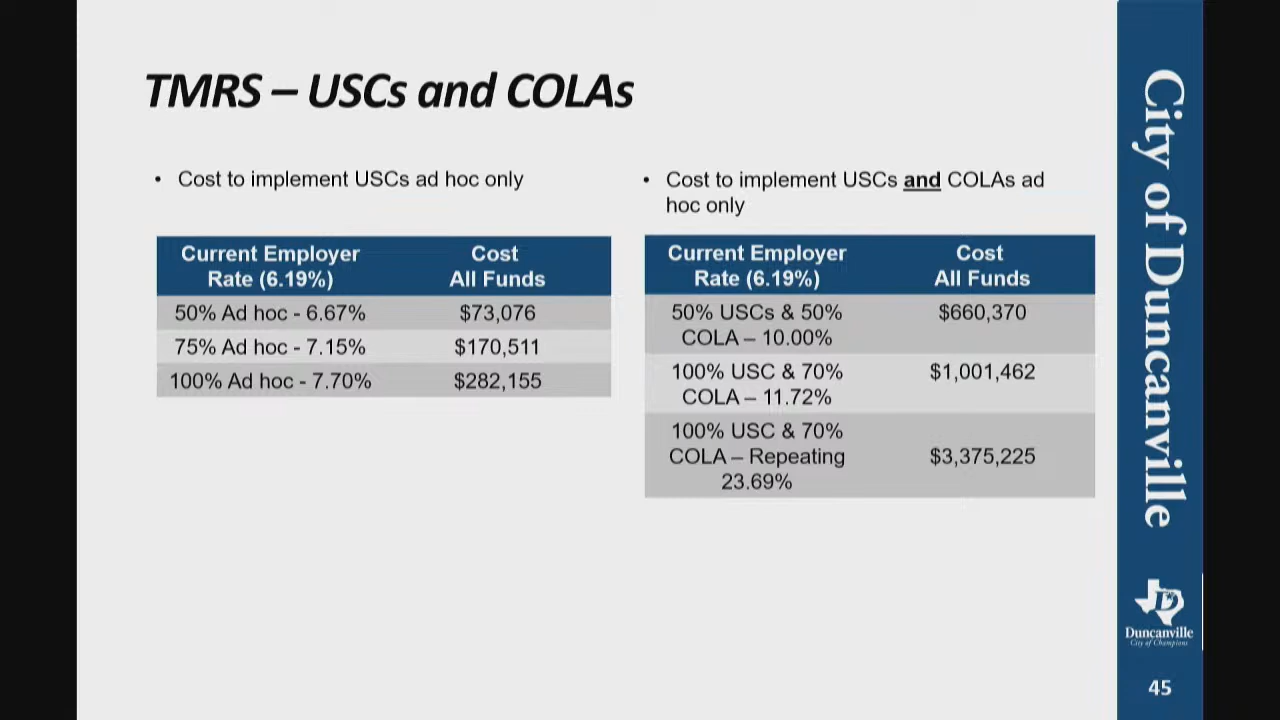 TMRS – USCs and COLAs
• Cost to implement USCs ad hoc only
Current Employer Rate (6.19%)
Cost All Funds
50% Ad hoc - 6.67%
$73,076
75% Ad hoc - 7.15%
$170,511
100% Ad hoc - 7.70%
$282,155
• Cost to implement USCs and COLAs ad
hoc only
Current Employer Rate (6.19%)
Cost All Funds
50% USCs & 50%
COLA – 10.00%
$660,370
100% USC & 70%
COLA – 11.72%
$1,001,462
100% USC & 70%
COLA – Repeating
23.69%
$3,375,225
City of Duncanville
Duncanville
City of Champions
45